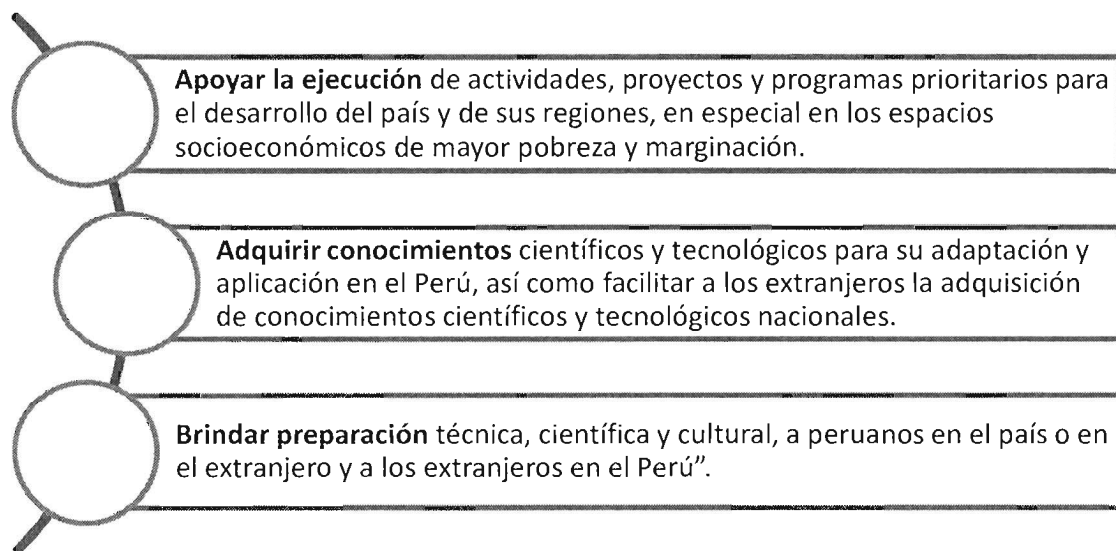 Apoyar la ejecución de actividades, proyectos y programas prioritarios para
el desarrollo del país y de sus regiones, en especial en los espacios
socioeconómicos de mayor pobreza y marginación.
Adquirir conocimientos científicos y tecnológicos para su adaptación y
aplicación en el Perú, así como facilitar a los extranjeros la adquisición
de conocimientos científicos y tecnológicos nacionales.
Brindar preparación técnica, científica y cultural, a peruanos en el país o en
el extranjero y a los extranjeros en el Perú”.